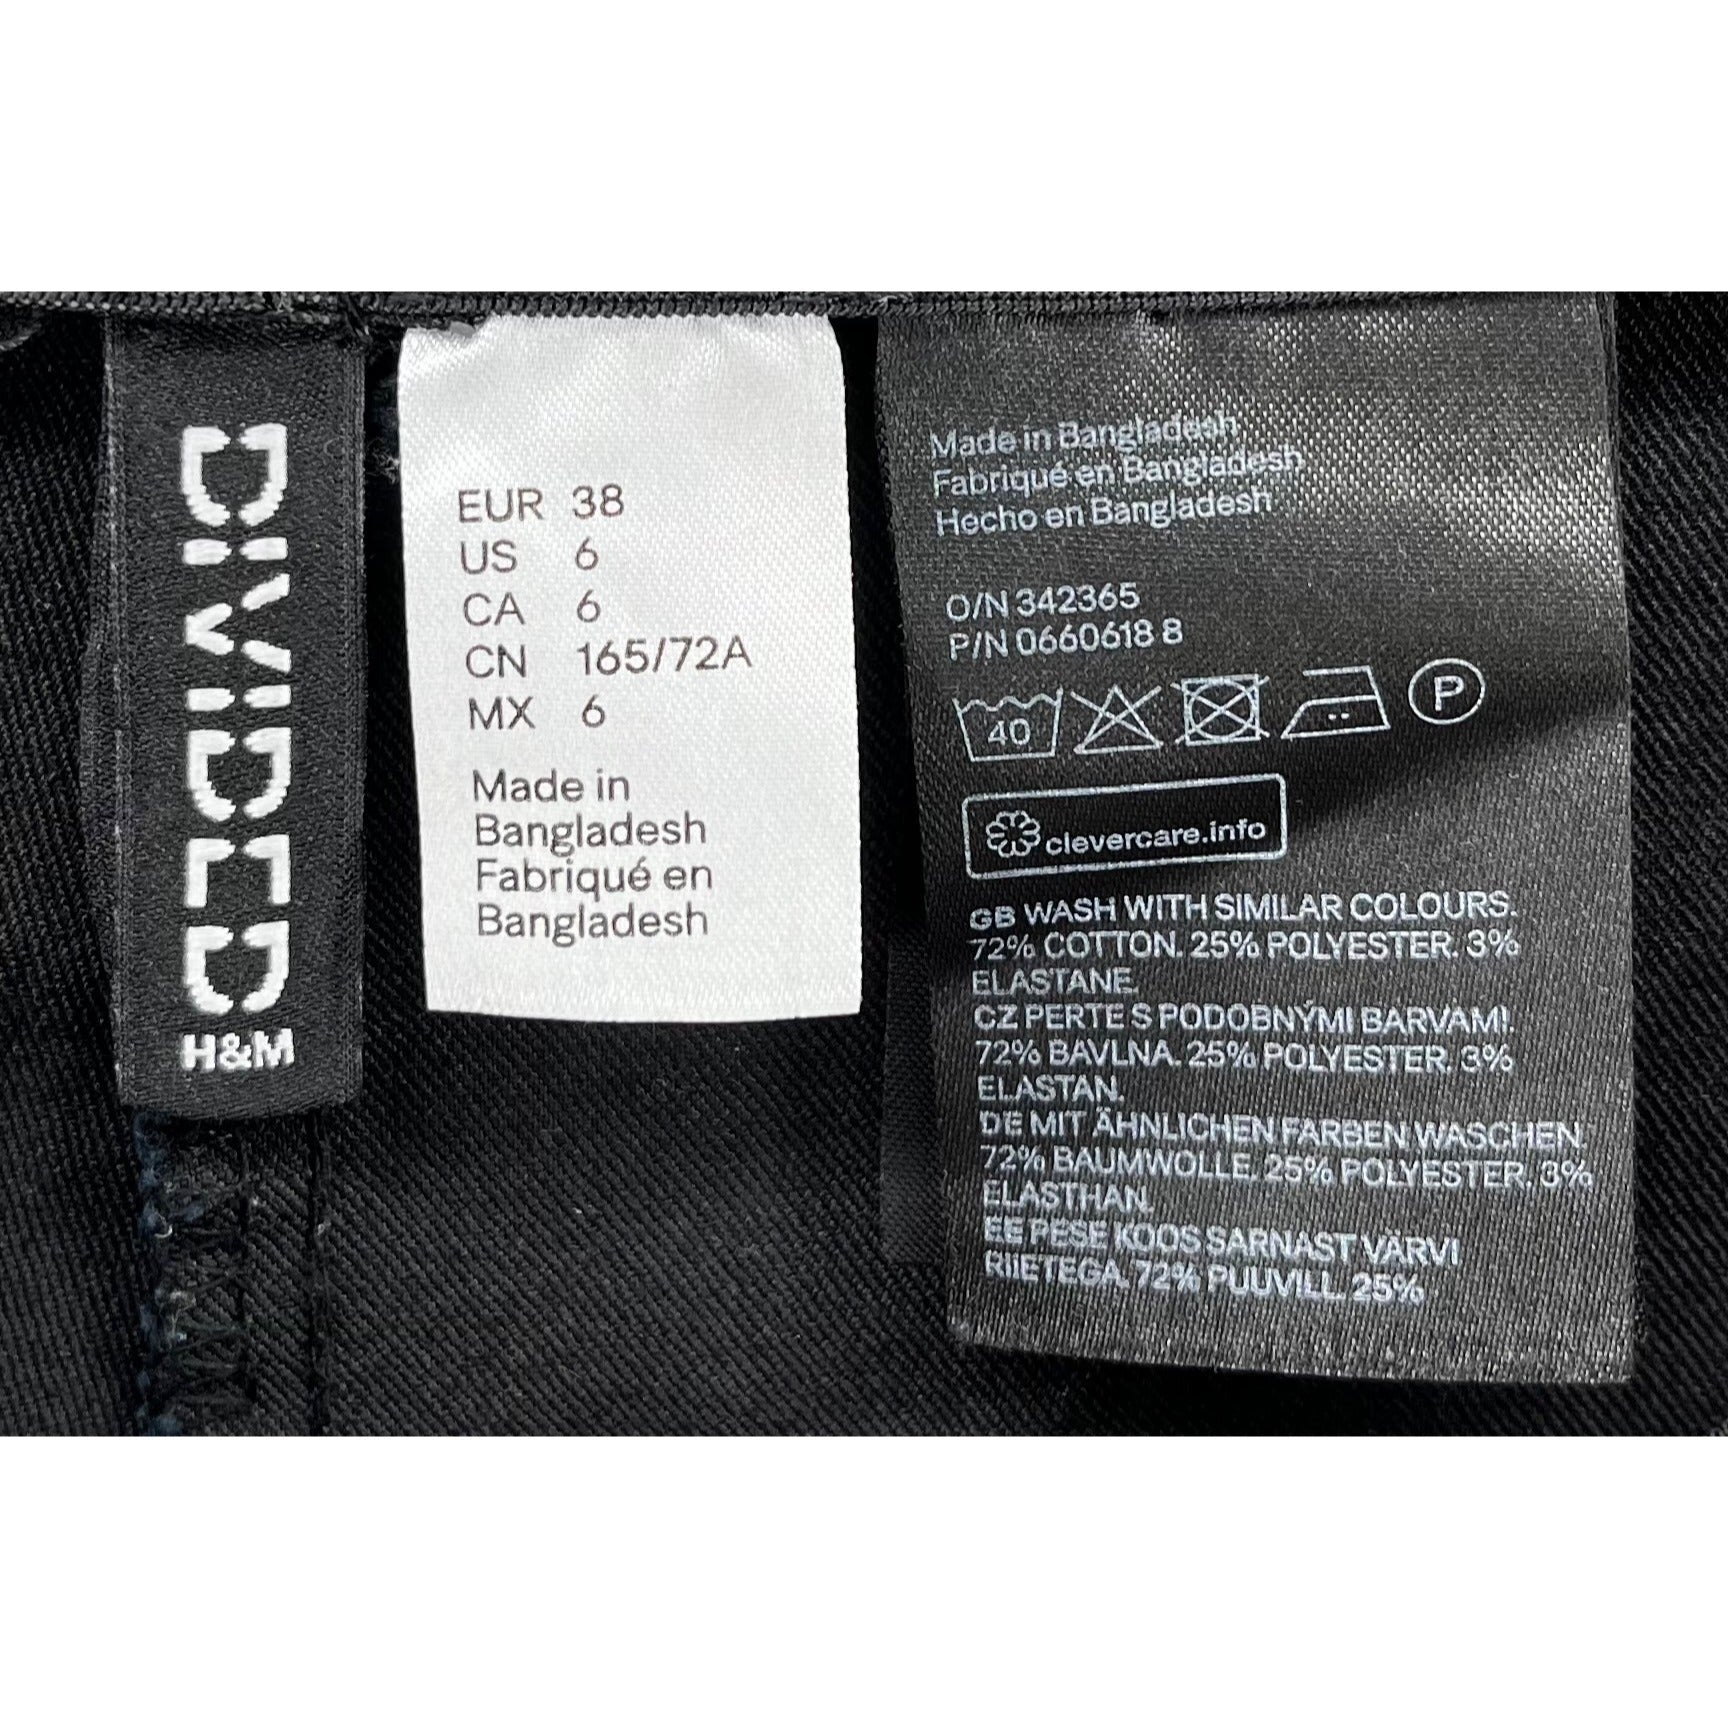 DIVIDED
H&M
EUR 38
US 6
CA 6
CN 165/72A
MX 6
Made in
Bangladesh
Fabriqué en
Bangladesh
Made in Bangladesh
Fabriqué en Bangladesh
Hecho en Bangladesh
O/N 342365
P/N 0660618 8
40
P
clevercare.info
GB WASH WITH SIMILAR COLOURS.
72% COTTON. 25% POLYESTER. 3%
ELASTANE.
CZ PERTE S PODOBNÝMI BARVAMI.
72% BAVLNA. 25% POLYESTER. 3%
ELASTAN.
DE MIT ÄHNLICHEN FARBEN WASCHEN.
72% BAUMWOLLE. 25% POLYESTER. 3%
ELASTHAN.
EE PESE KOOS SARNAST VÄRVI
RIIETEGA. 72% PUUVILL. 25%